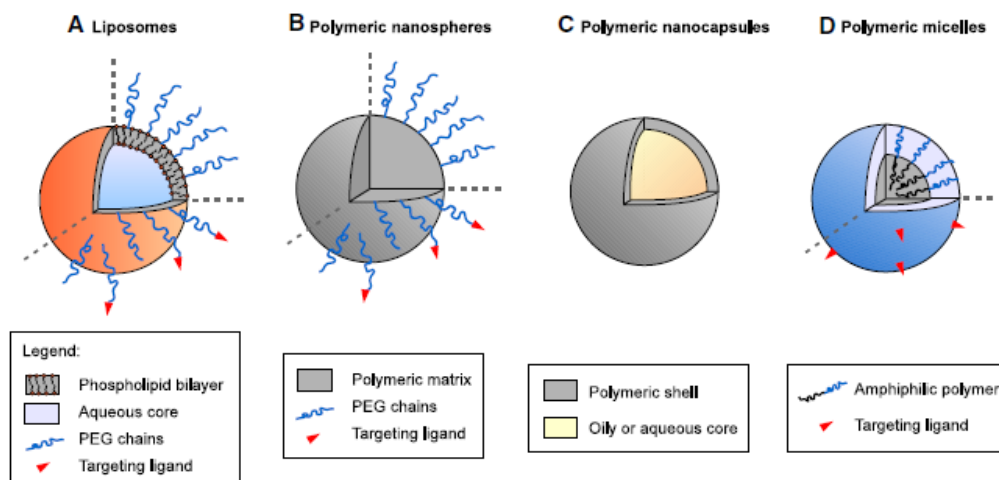 A Liposomes
B Polymeric nanospheres
C Polymeric nanocapsules
D Polymeric micelles
Legend:
Phospholipid bilayer
Aqueous core
PEG chains
Targeting ligand
Polymeric matrix
PEG chains
Targeting ligand
Polymeric shell
Oily or aqueous core
Amphiphilic polymer
Targeting ligand